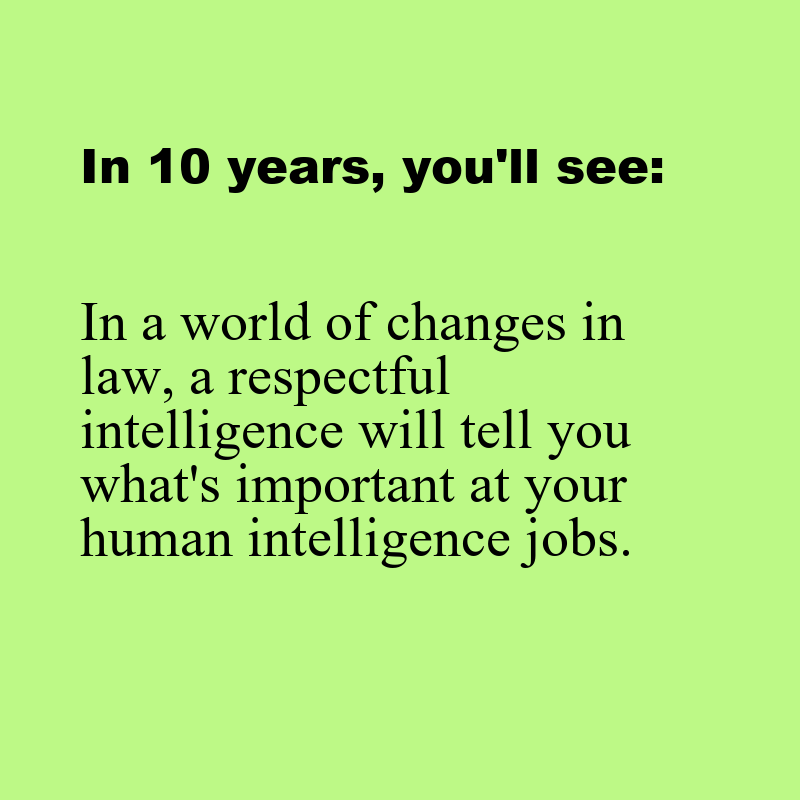 In 10 years, you'll see:
In a world of changes in
law, a respectful
intelligence will tell you
what's important at your
human intelligence jobs.